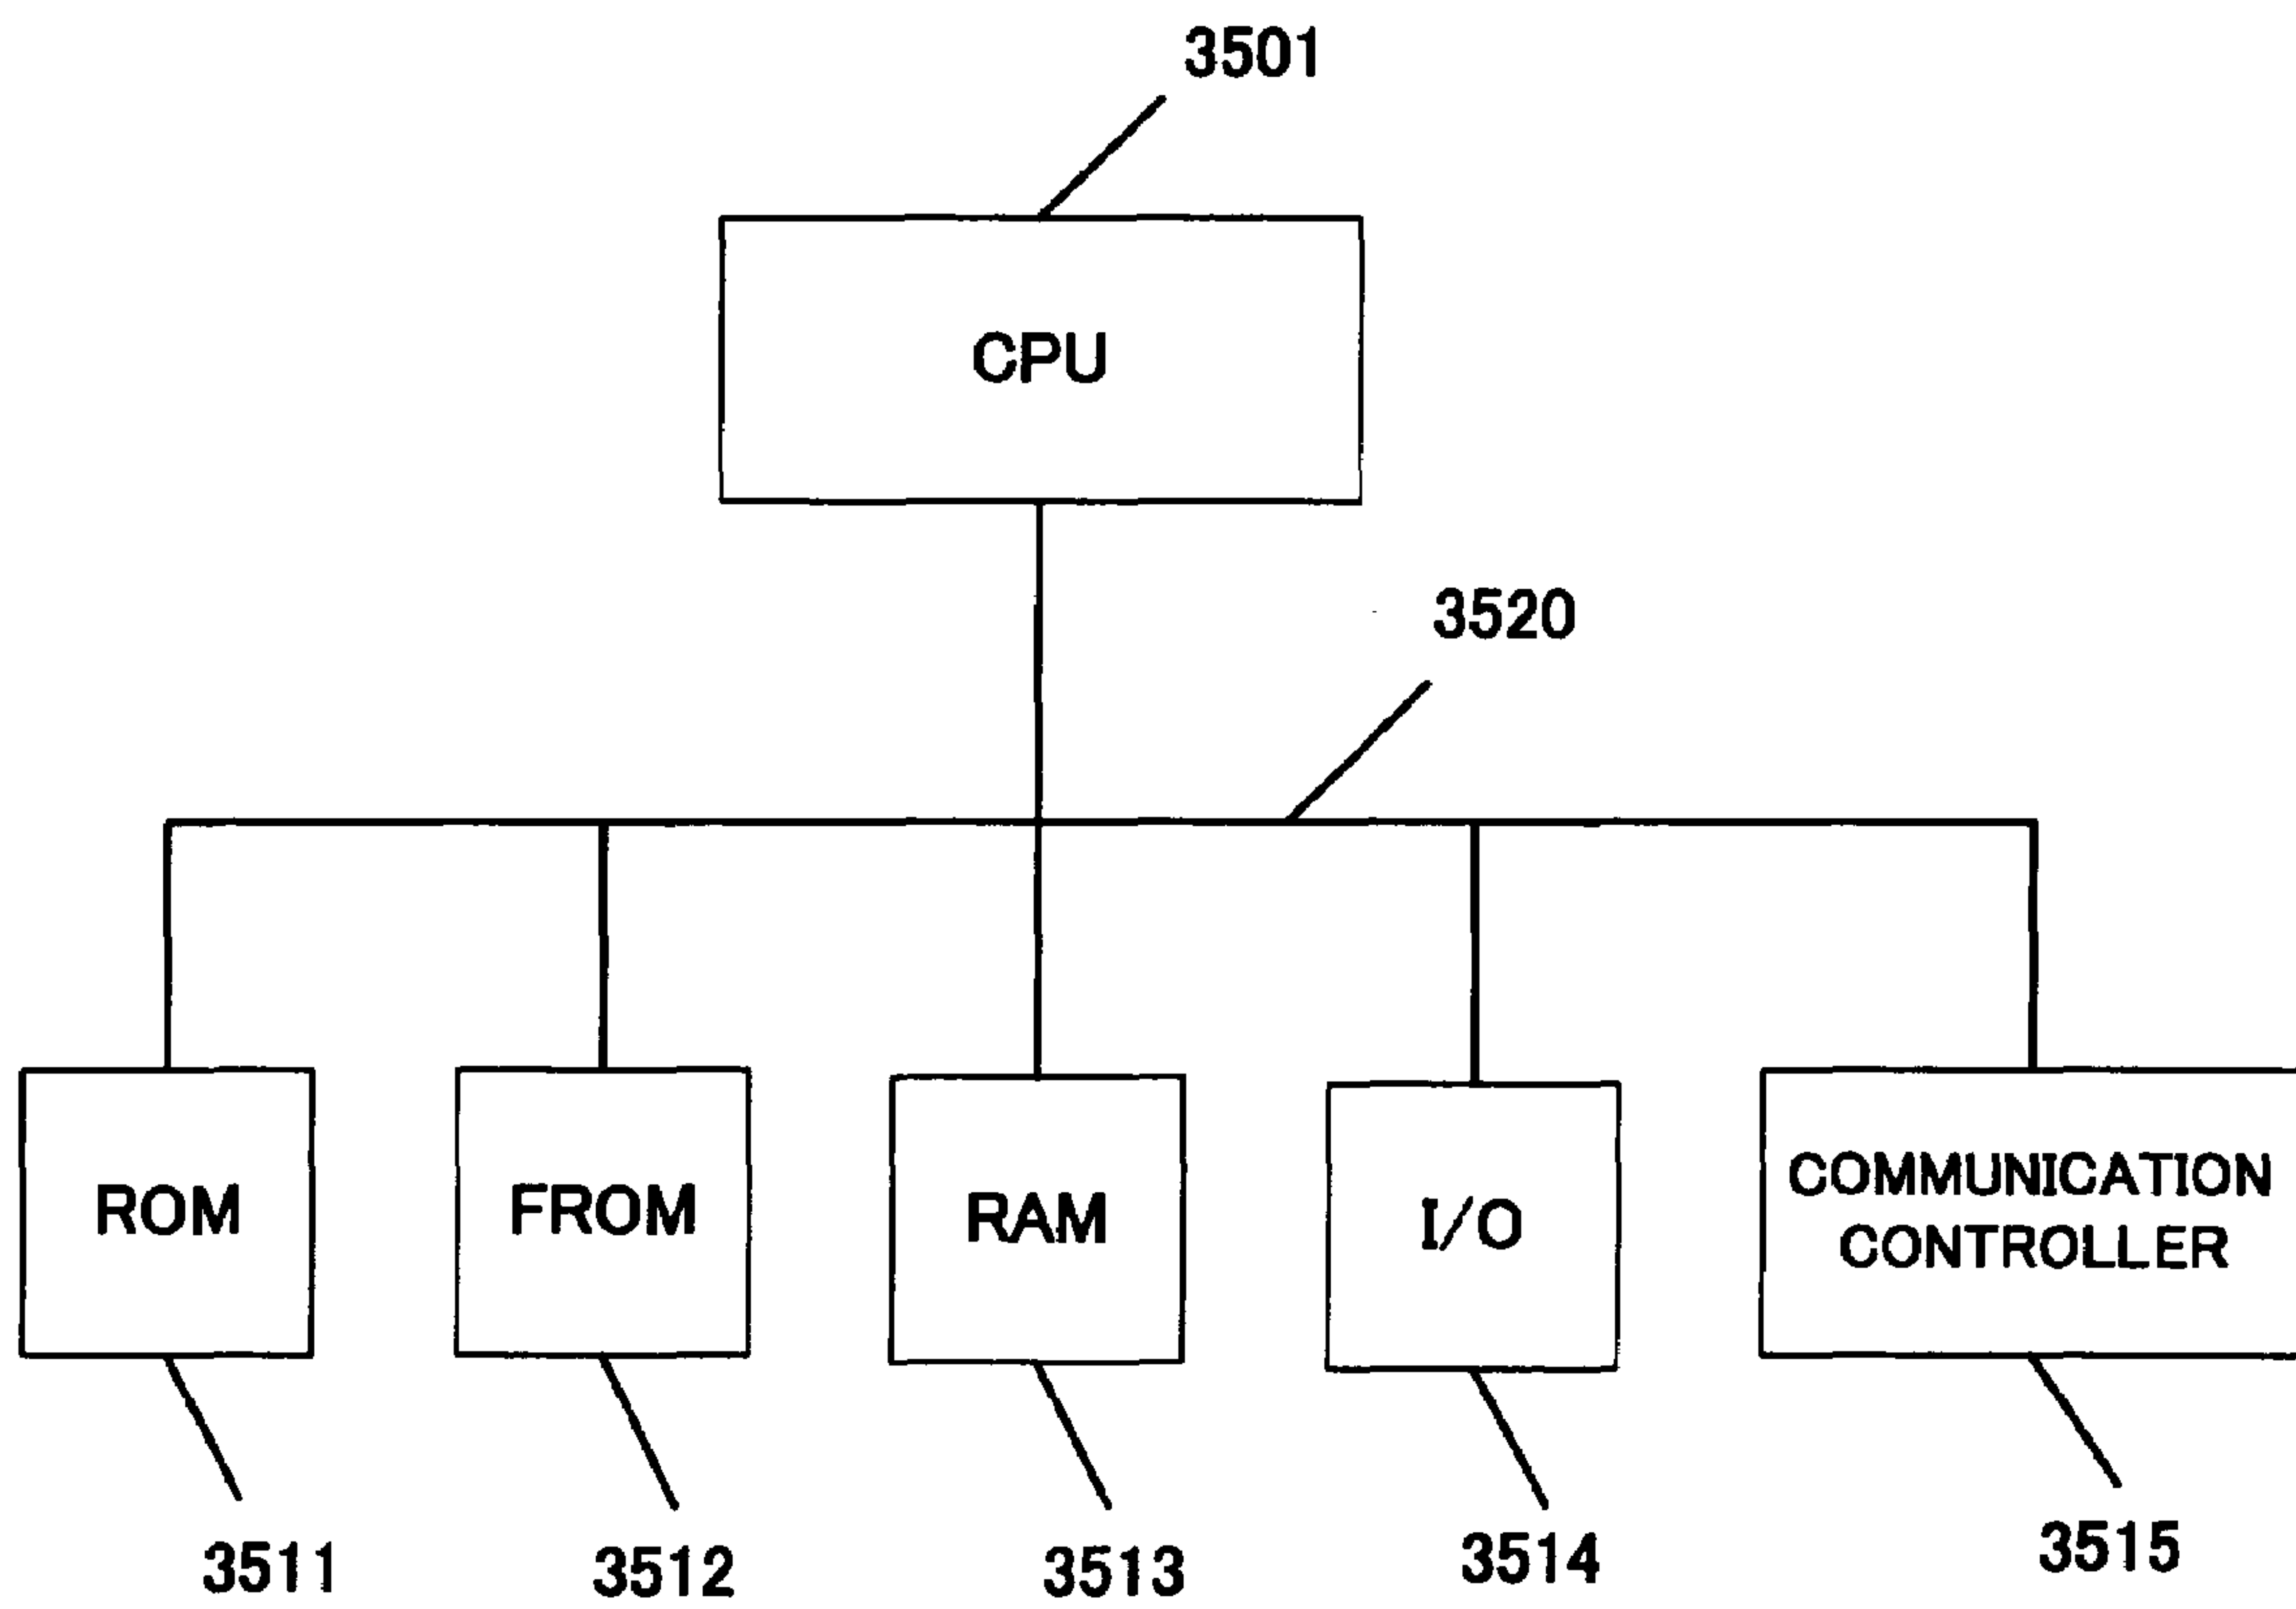 3501
CPU
3520
ROM
FROM
RAM
I/O
COMMUNICATION
CONTROLLER
3511
3512
3513
3514
3515